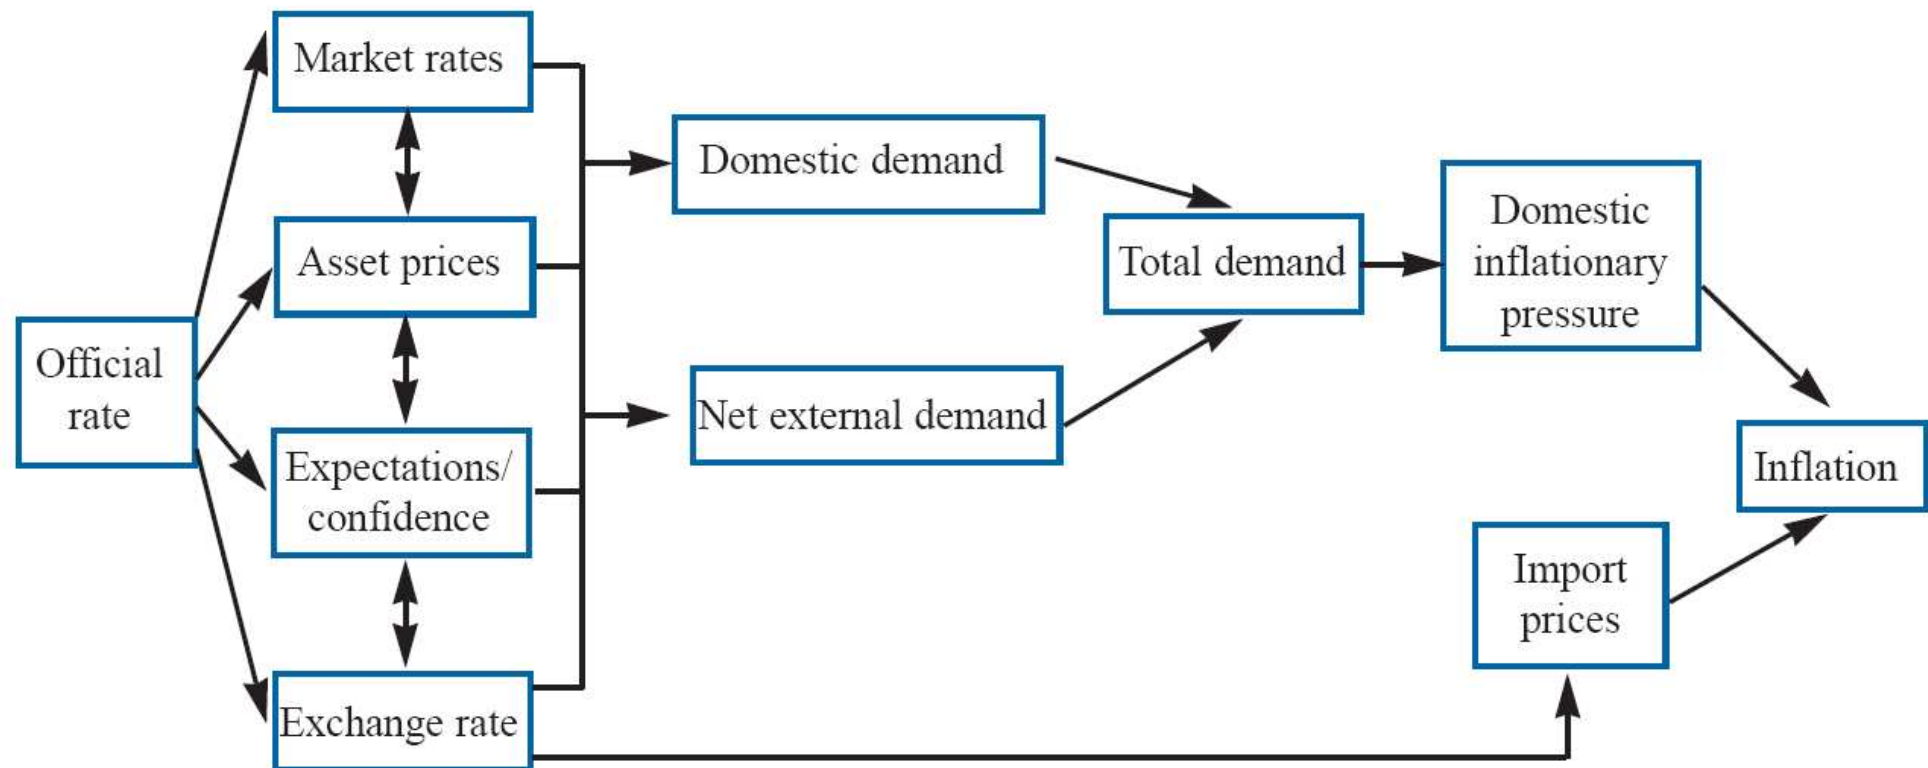 Market rates
Asset prices
Official
rate
Expectations/
confidence
Exchange rate
Domestic demand
Net external demand
Total demand
Domestic
inflationary
pressure
Import
prices
Inflation